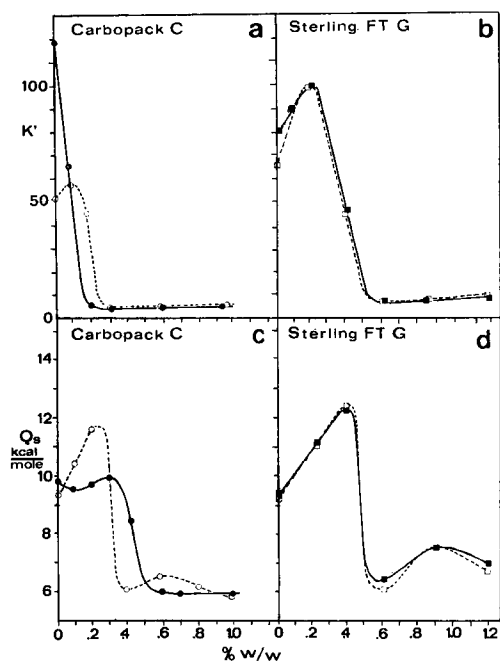 Carbopack C a
Sterling FT G b
100
K'
50
0
Carbopack C c
Sterling FT G d
14
12
Qs
kcal
mole
10
8
6
0 .2 .4 .6 .8 1.0
0 .2 .4 .6 .8 1.0 1.2
% w/w